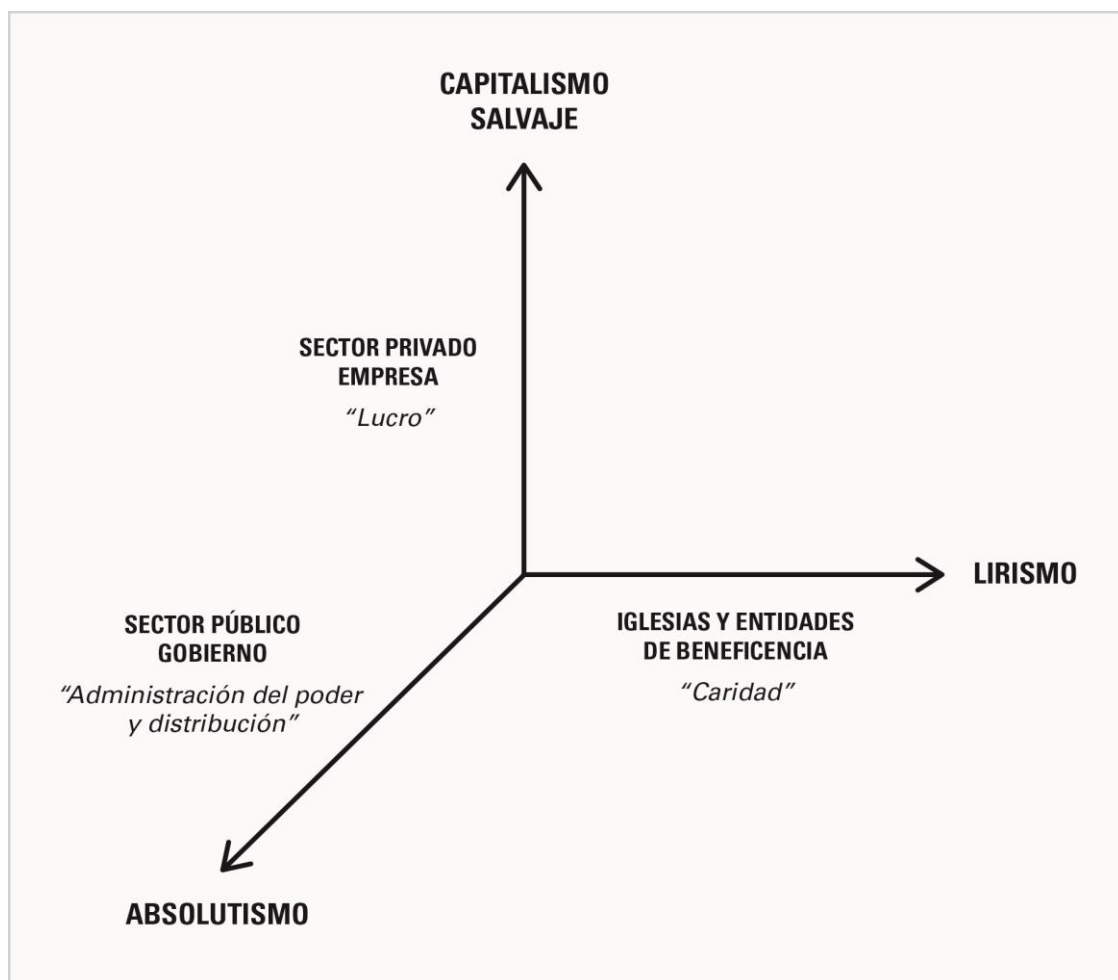 CAPITALISMO
SALVAJE
SECTOR PRIVADO
EMPRESA
“Lucro”
LIRISMO
SECTOR PÚBLICO
GOBIERNO
“Administración del poder
y distribución”
IGLESIAS Y ENTIDADES
DE BENEFICENCIA
“Caridad”
ABSOLUTISMO